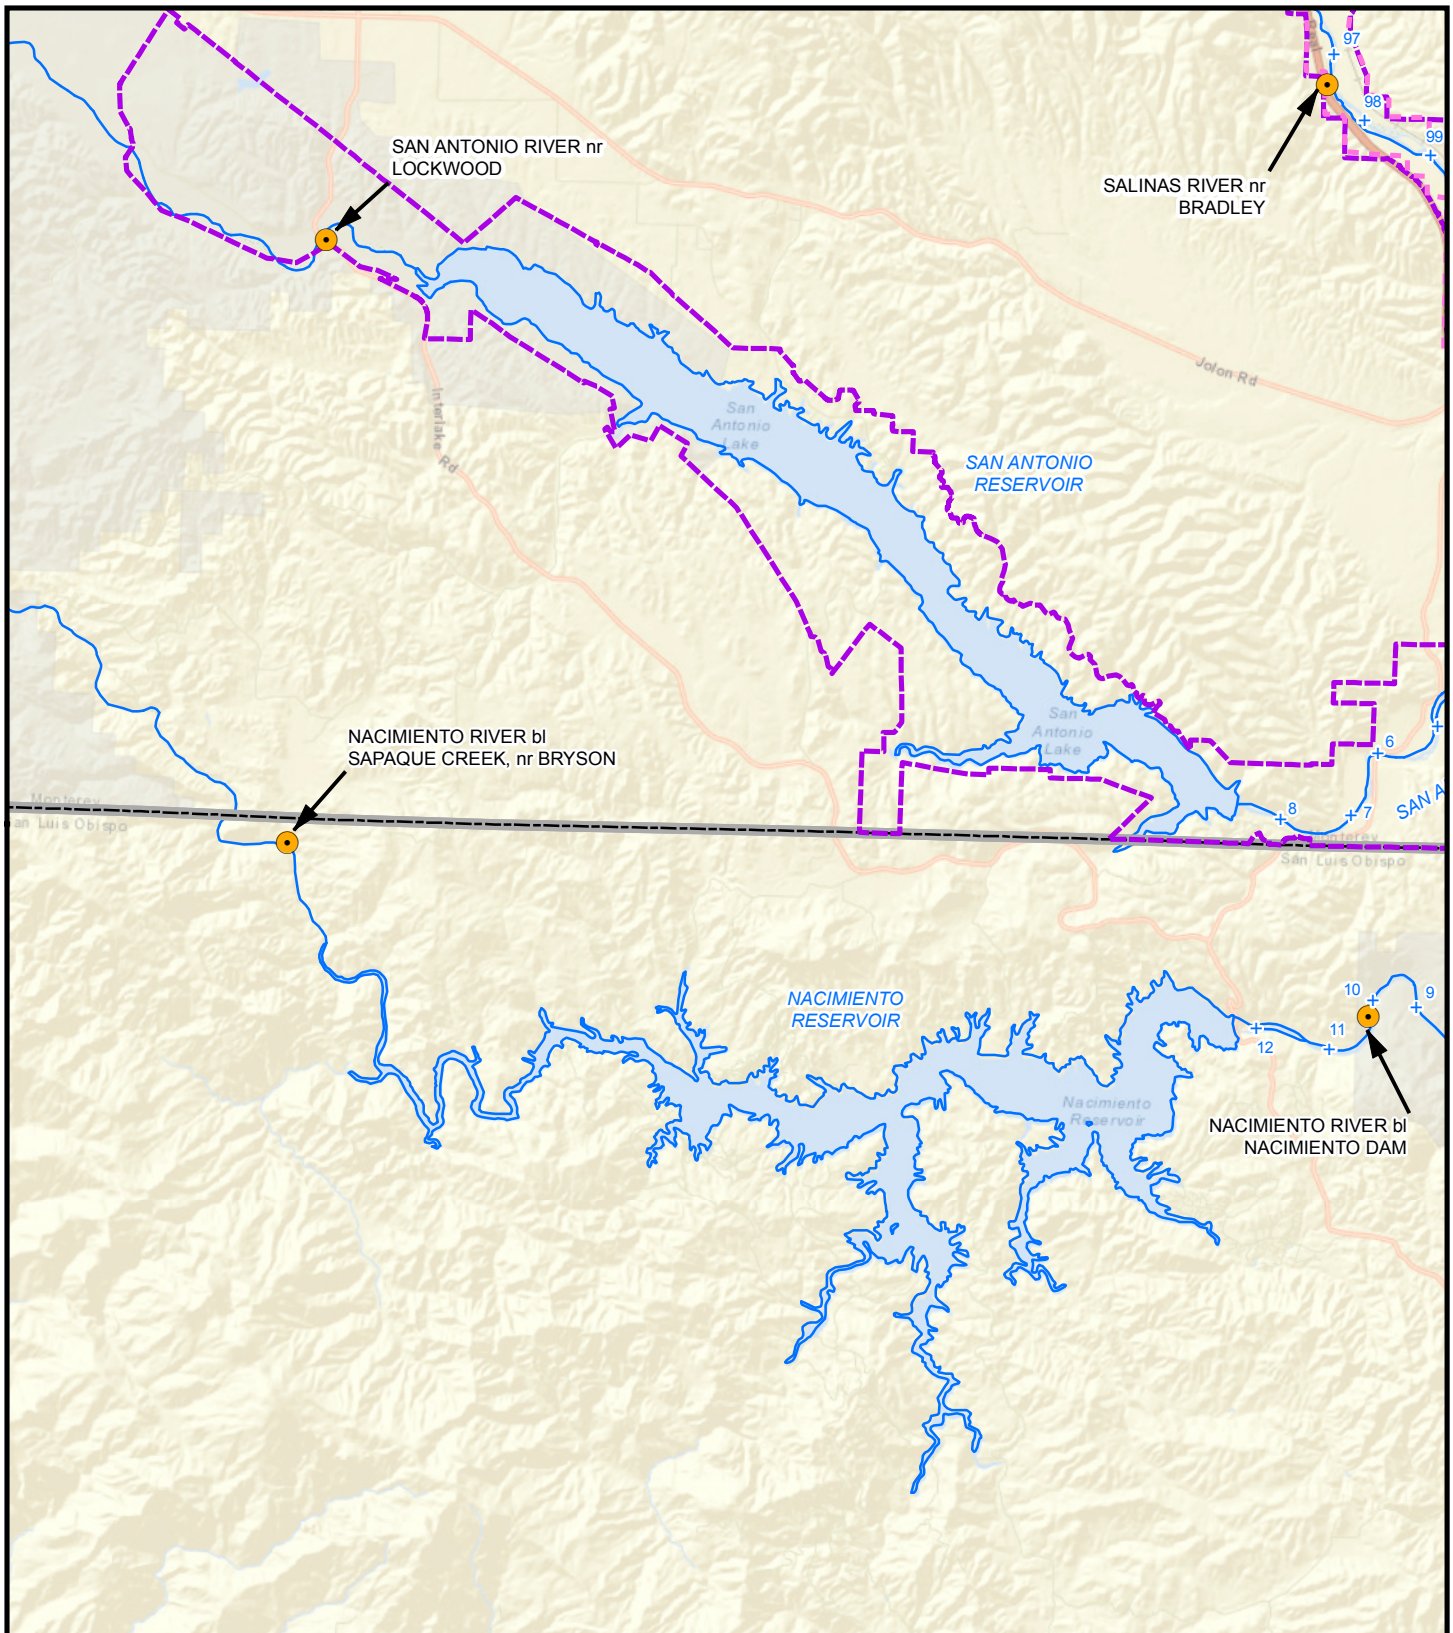 97
98
99
SAN ANTONIO RIVER nr
LOCKWOOD
SALINAS RIVER nr
BRADLEY
Jolon Rd
Interlake Rd
San
Antonio
Lake
SAN ANTONIO
RESERVOIR
San
Antonio
Lake
NACIMIENTO RIVER bl
SAPAQUE CREEK, nr BRYSON
6
7
8
SAN A
Monterey
San Luis Obispo
Monterey
San Luis Obispo
NACIMIENTO
RESERVOIR
10
9
11
12
Nacimiento
Reservoir
NACIMIENTO RIVER bl
NACIMIENTO DAM